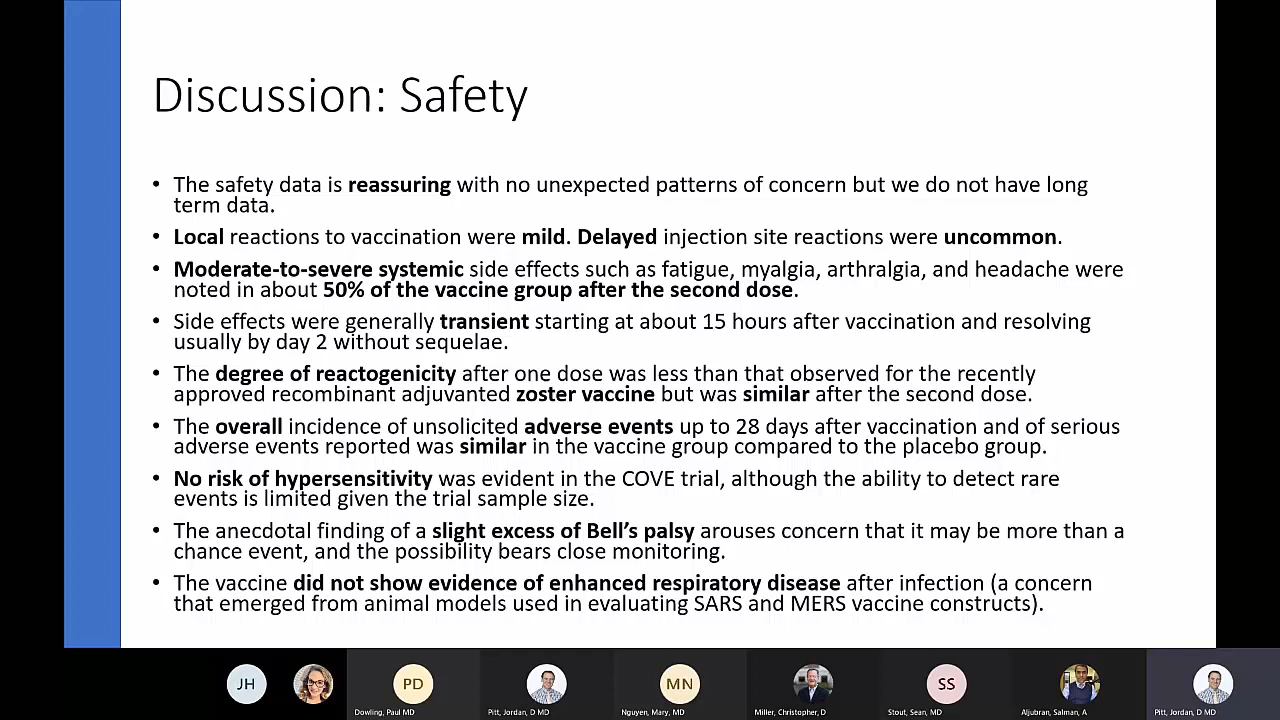 Discussion: Safety
• The safety data is reassuring with no unexpected patterns of concern but we do not have long
term data.
• Local reactions to vaccination were mild. Delayed injection site reactions were uncommon.
• Moderate-to-severe systemic side effects such as fatigue, myalgia, arthralgia, and headache were
noted in about 50% of the vaccine group after the second dose.
• Side effects were generally transient starting at about 15 hours after vaccination and resolving
usually by day 2 without sequelae.
• The degree of reactogenicity after one dose was less than that observed for the recently
approved recombinant adjuvanted zoster vaccine but was similar after the second dose.
• The overall incidence of unsolicited adverse events up to 28 days after vaccination and of serious
adverse events reported was similar in the vaccine group compared to the placebo group.
• No risk of hypersensitivity was evident in the COVE trial, although the ability to detect rare
events is limited given the trial sample size.
• The anecdotal finding of a slight excess of Bell’s palsy arouses concern that it may be more than a
chance event, and the possibility bears close monitoring.
• The vaccine did not show evidence of enhanced respiratory disease after infection (a concern
that emerged from animal models used in evaluating SARS and MERS vaccine constructs).
JH PD MN SS
Dowling, Paul MD Pitt, Jordan, D MD Nguyen, Mary, MD Miller, Christopher, D Stout, Sean, MD Aljubran, Salman, A Pitt, Jordan, D MD